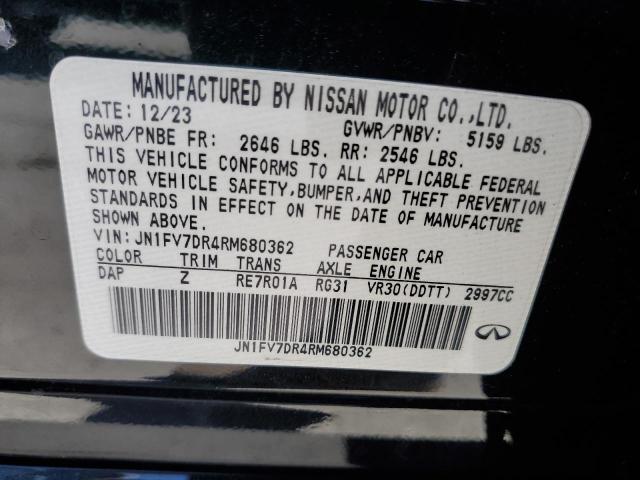 MANUFACTURED BY NISSAN MOTOR CO.,LTD.
DATE: 12/23 GVWR/PNBV: 5159 LBS.
GAWR/PNBE FR: 2646 LBS. RR: 2546 LBS.
THIS VEHICLE CONFORMS TO ALL APPLICABLE FEDERAL
MOTOR VEHICLE SAFETY,BUMPER,AND THEFT PREVENTION
STANDARDS IN EFFECT ON THE DATE OF MANUFACTURE
SHOWN ABOVE.
VIN:JN1FV7DR4RM680362 PASSENGER CAR
COLOR TRIM TRANS AXLE ENGINE
DAP Z RE7R01A RG31 VR30(DDTT) 2997CC
JN1FV7DR4RM680362
INFINITI